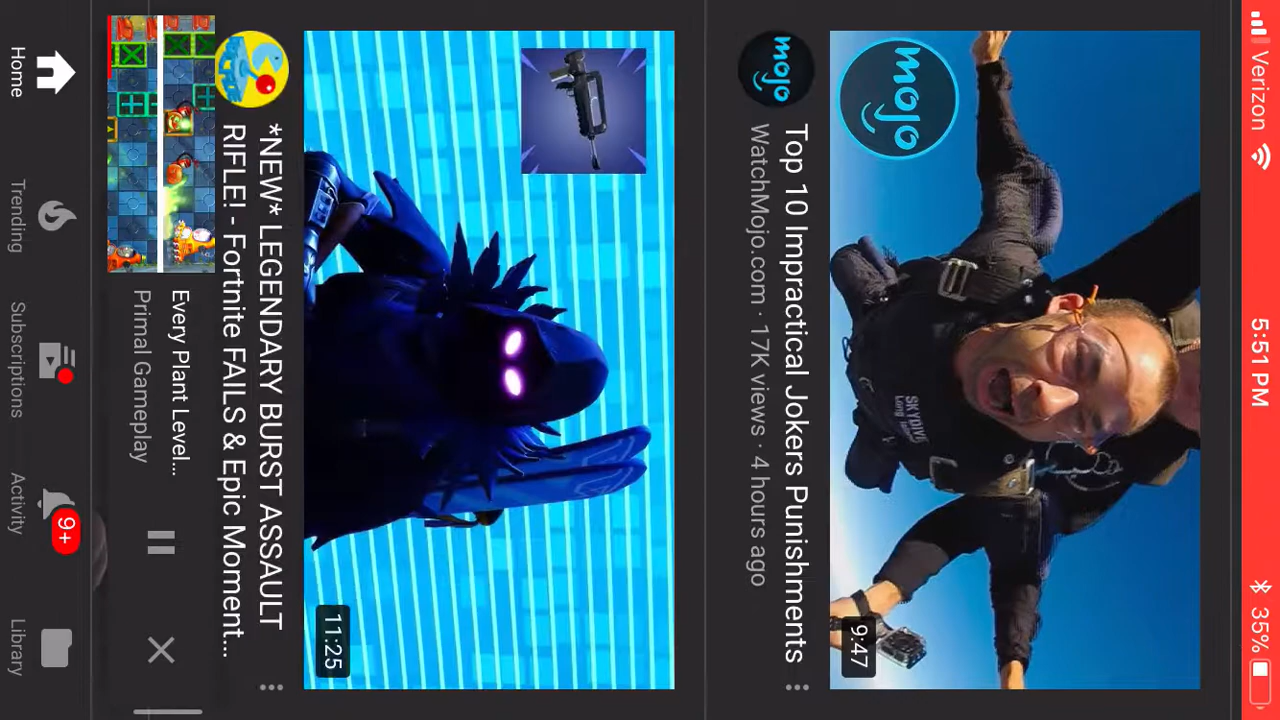 Verizon 5:51 PM 35%
mojo
SKYDIVE
9:47
mojo
Top 10 Impractical Jokers Punishments
WatchMojo.com · 17K views · 4 hours ago
11:25
*NEW* LEGENDARY BURST ASSAULT
RIFLE! - Fortnite FAILS & Epic Moment...
Every Plant Level...
Primal Gameplay
9+
Home Trending Subscriptions Activity Library